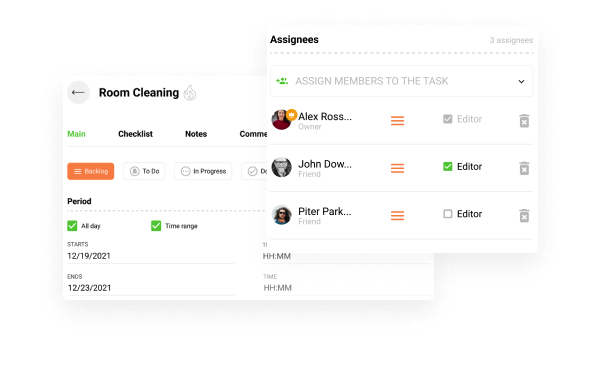 Assignees
3 assignees
ASSIGN MEMBERS TO THE TASK
Alex Ross...
Owner
Editor
John Dow...
Friend
Editor
Piter Park...
Friend
Editor
Room Cleaning
Main
Checklist
Notes
Comme
Backlog
To Do
In Progress
Do
Period
All day
Time range
STARTS
12/19/2021
TI
HH:MM
ENDS
12/23/2021
TIME
HH:MM